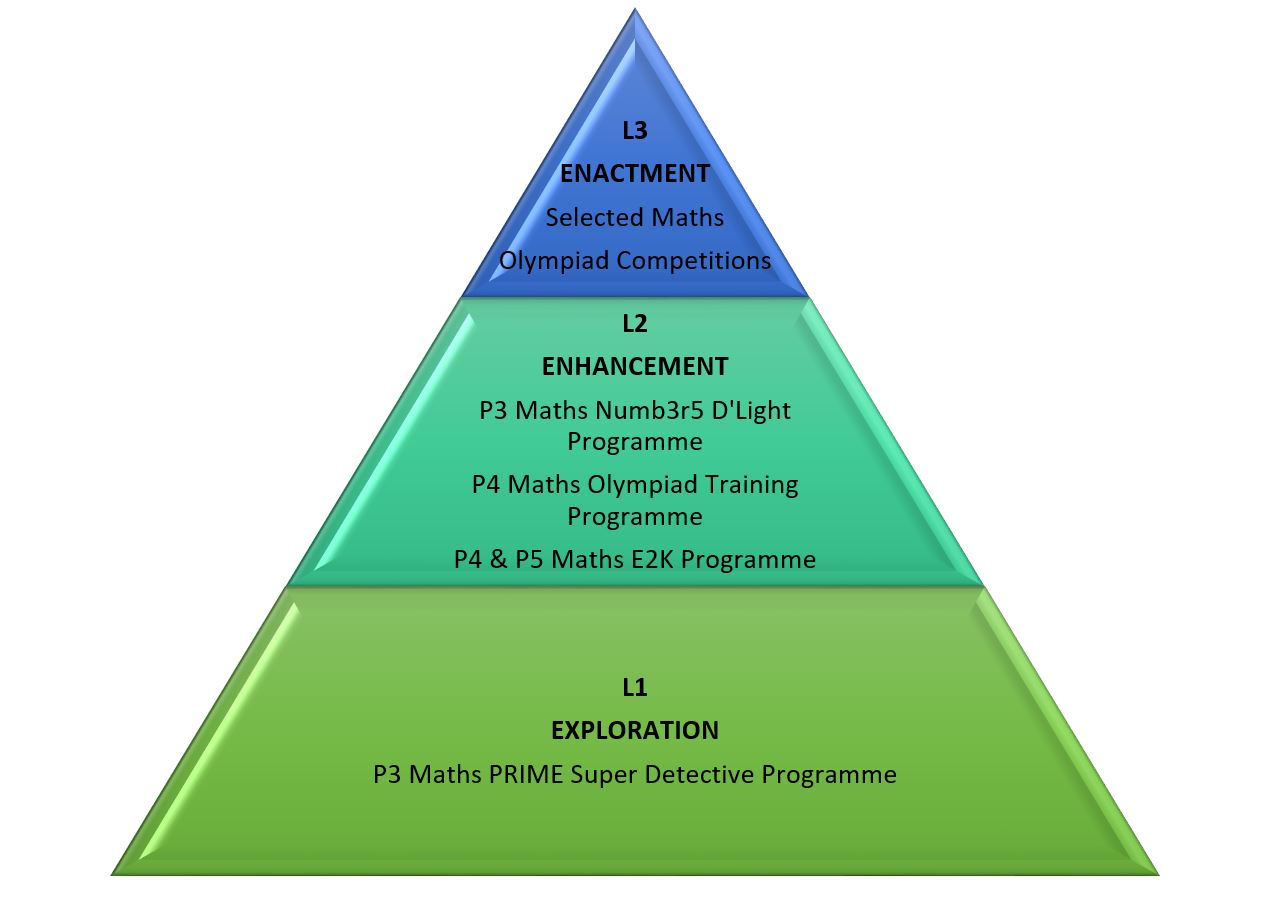 L3
ENACTMENT
Selected Maths
Olympiad Competitions
L2
ENHANCEMENT
P3 Maths Numb3r5 D'Light
Programme
P4 Maths Olympiad Training
Programme
P4 & P5 Maths E2K Programme
L1
EXPLORATION
P3 Maths PRIME Super Detective Programme